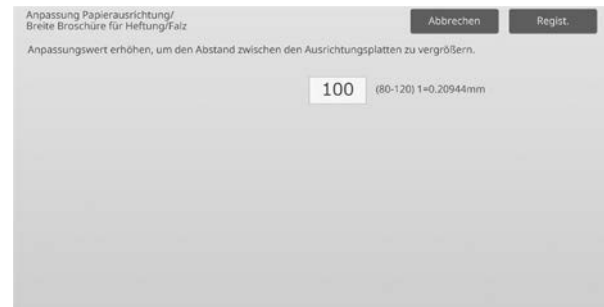 Anpassung Papierausrichtung/
Breite Broschüre für Heftung/Falz
Abbrechen
Regist.
Anpassungswert erhöhen, um den Abstand zwischen den Ausrichtungsplatten zu vergrößern.
100 (80-120) 1=0.20944mm